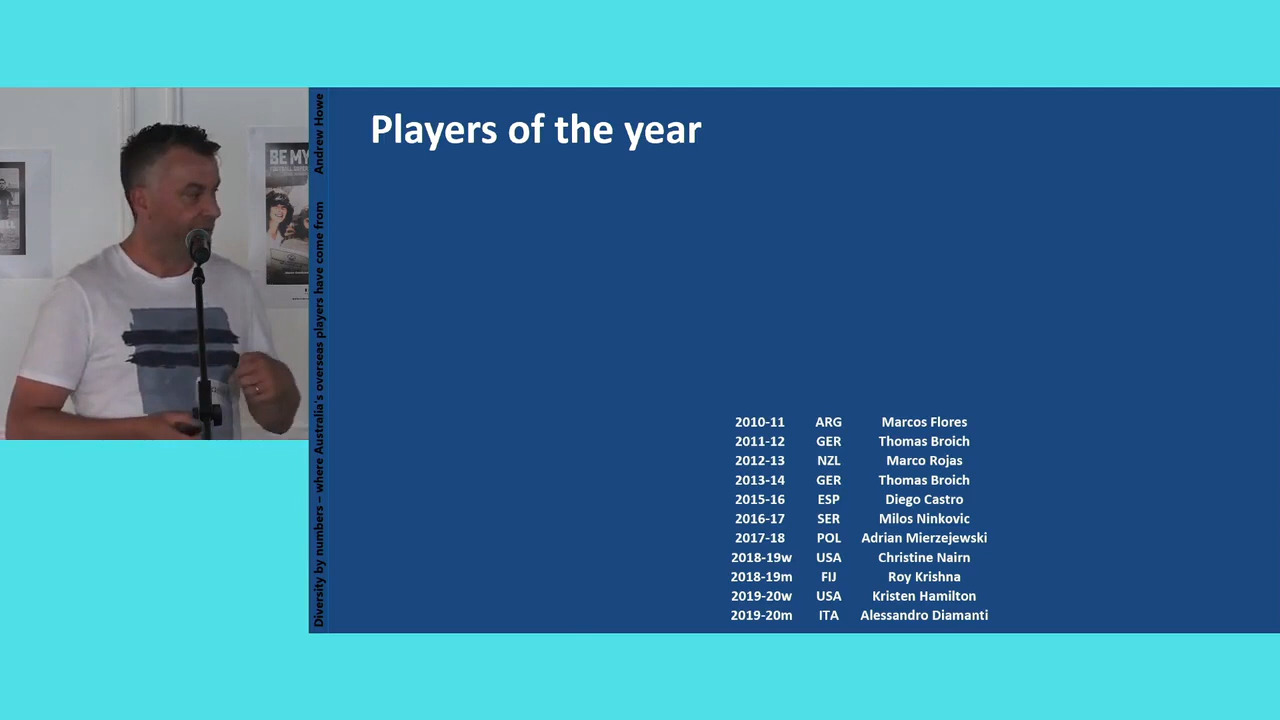 BE MY
Andrew Howe
Diversity by numbers – where Australia's overseas players have come from
Players of the year
2010-11 ARG Marcos Flores
2011-12 GER Thomas Broich
2012-13 NZL Marco Rojas
2013-14 GER Thomas Broich
2015-16 ESP Diego Castro
2016-17 SER Milos Ninkovic
2017-18 POL Adrian Mierzejewski
2018-19w USA Christine Nairn
2018-19m FIJ Roy Krishna
2019-20w USA Kristen Hamilton
2019-20m ITA Alessandro Diamanti